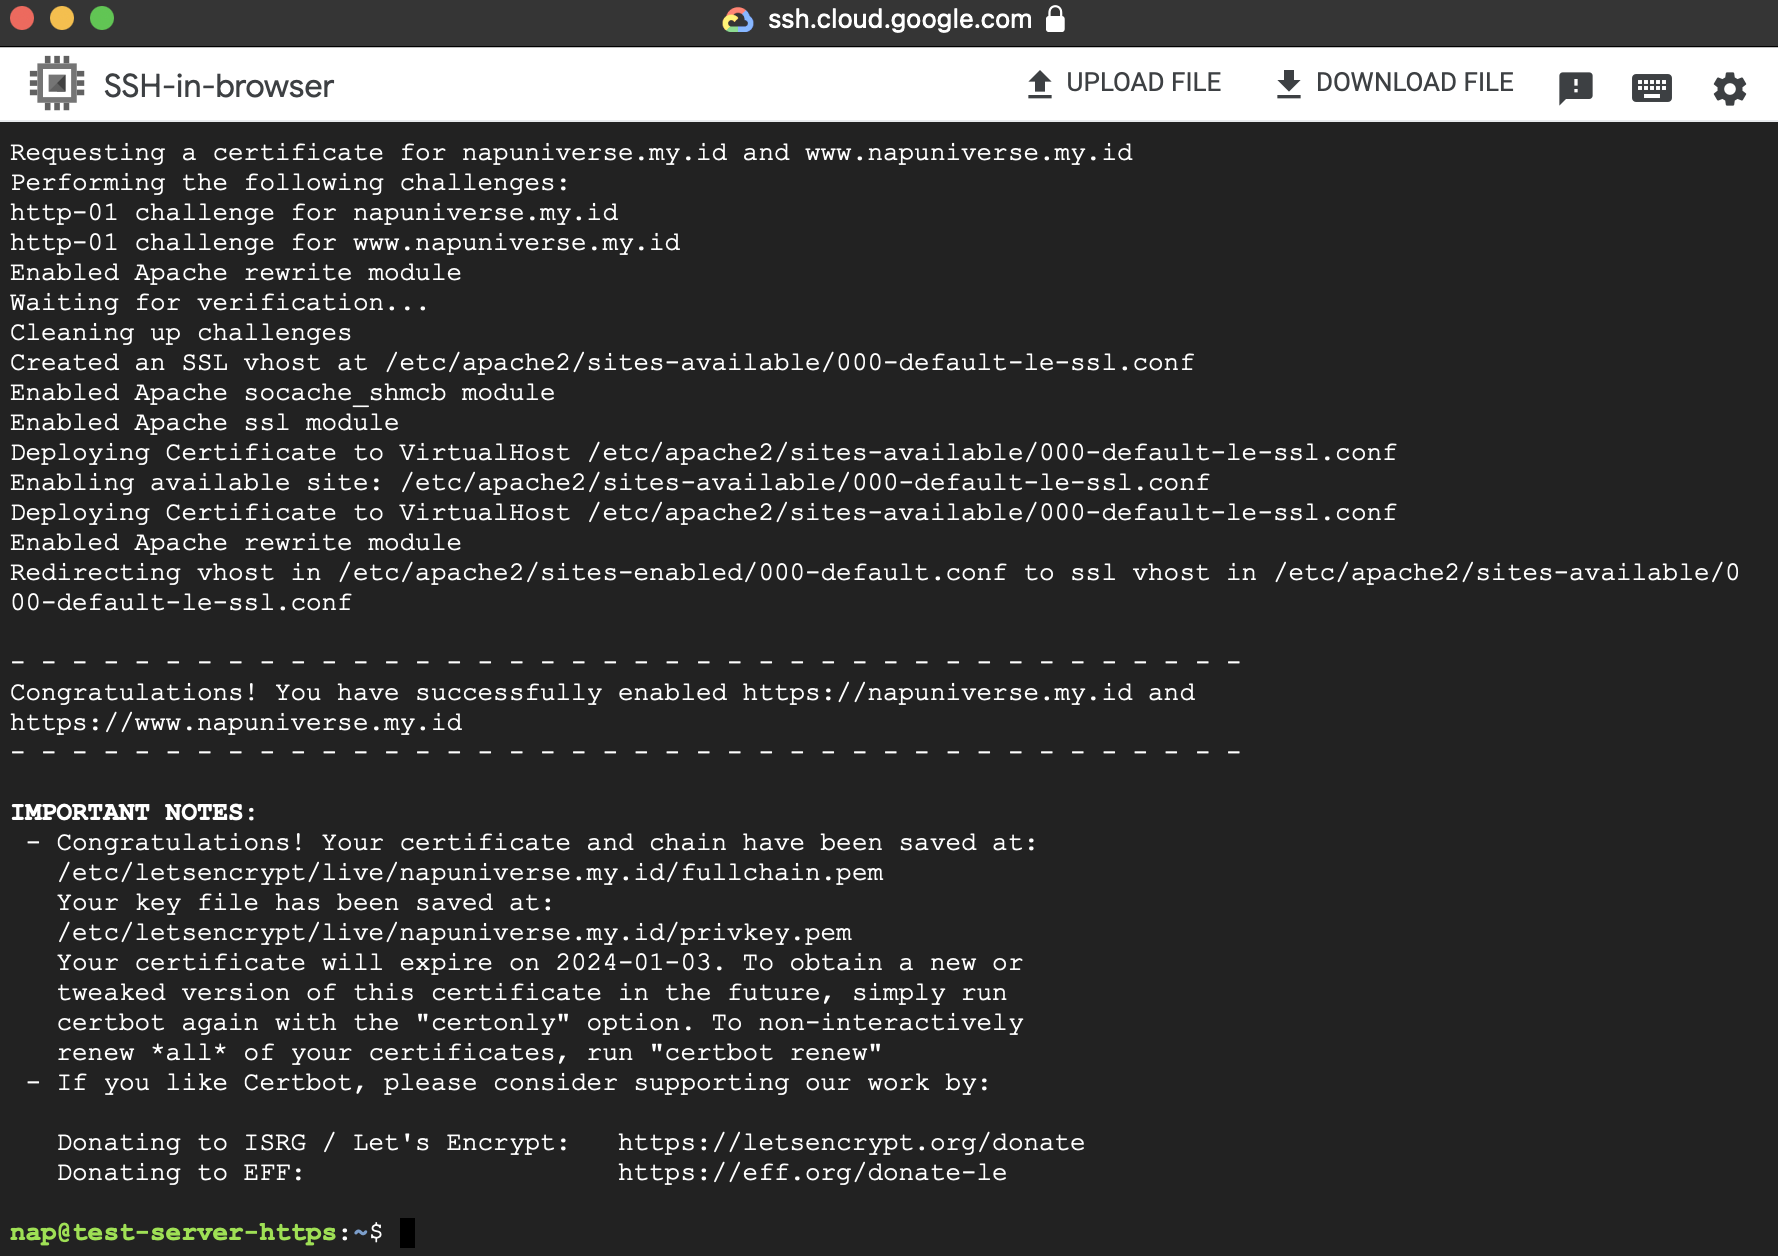 ssh.cloud.google.com
SSH-in-browser
UPLOAD FILE
DOWNLOAD FILE
Requesting a certificate for napuniverse.my.id and www.napuniverse.my.id
Performing the following challenges:
http-01 challenge for napuniverse.my.id
http-01 challenge for www.napuniverse.my.id
Enabled Apache rewrite module
Waiting for verification...
Cleaning up challenges
Created an SSL vhost at /etc/apache2/sites-available/000-default-le-ssl.conf
Enabled Apache socache_shmcb module
Enabled Apache ssl module
Deploying Certificate to VirtualHost /etc/apache2/sites-available/000-default-le-ssl.conf
Enabling available site: /etc/apache2/sites-available/000-default-le-ssl.conf
Deploying Certificate to VirtualHost /etc/apache2/sites-available/000-default-le-ssl.conf
Enabled Apache rewrite module
Redirecting vhost in /etc/apache2/sites-enabled/000-default.conf to ssl vhost in /etc/apache2/sites-available/0
00-default-le-ssl.conf
- - - - - - - - - - - - - - - - - - - - - - - - - - - - - - - - - - - - - - - -
Congratulations! You have successfully enabled https://napuniverse.my.id and
https://www.napuniverse.my.id
- - - - - - - - - - - - - - - - - - - - - - - - - - - - - - - - - - - - - - - -
IMPORTANT NOTES:
- Congratulations! Your certificate and chain have been saved at:
/etc/letsencrypt/live/napuniverse.my.id/fullchain.pem
Your key file has been saved at:
/etc/letsencrypt/live/napuniverse.my.id/privkey.pem
Your certificate will expire on 2024-01-03. To obtain a new or
tweaked version of this certificate in the future, simply run
certbot again with the "certonly" option. To non-interactively
renew *all* of your certificates, run "certbot renew"
- If you like Certbot, please consider supporting our work by:
Donating to ISRG / Let's Encrypt:   https://letsencrypt.org/donate
Donating to EFF:                    https://eff.org/donate-le
nap@test-server-https:~$